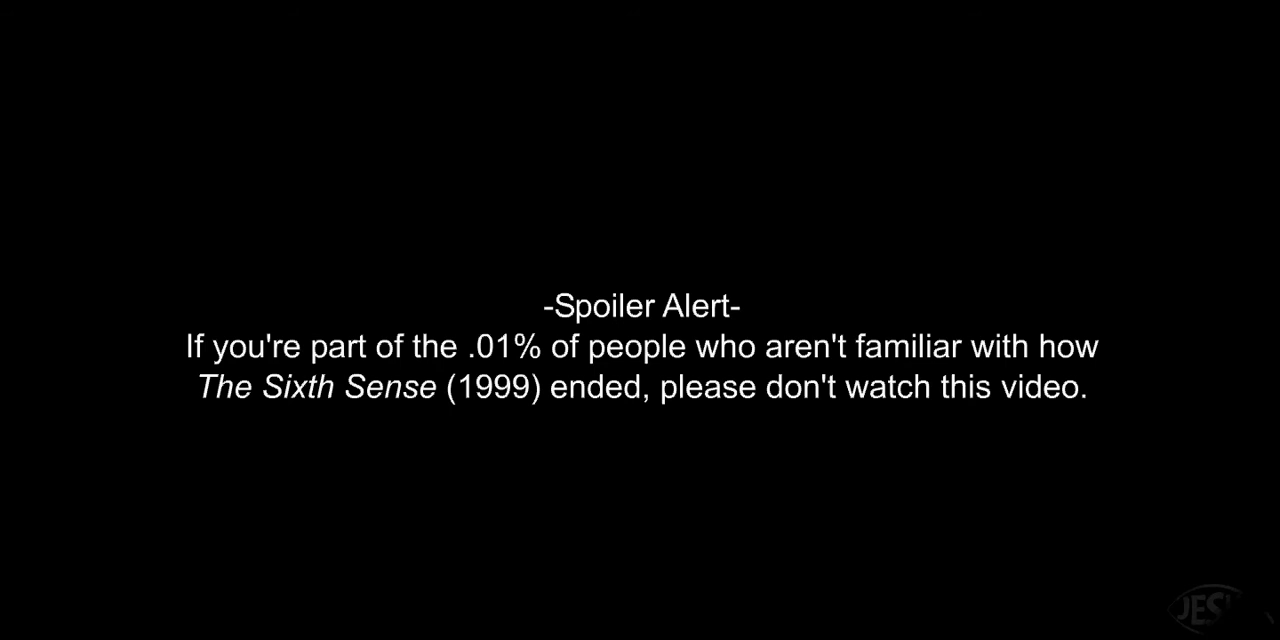 -Spoiler Alert-
If you're part of the .01% of people who aren't familiar with how
The Sixth Sense (1999) ended, please don't watch this video.